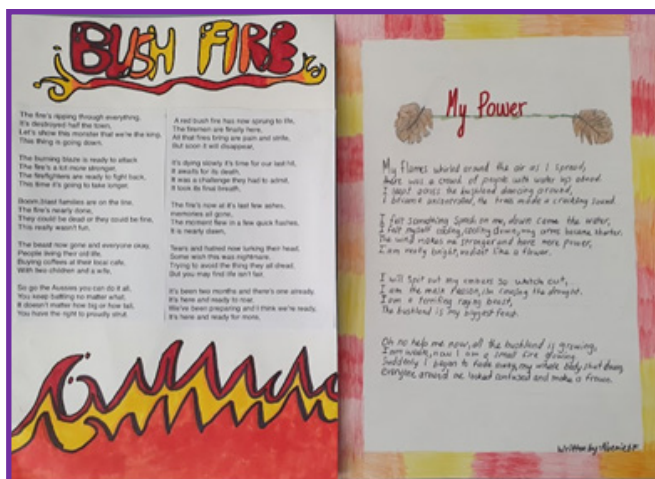 BUSH FIRE
The fire's ripping through everything,
It's destroyed half the town,
Let's show this monster that we're the king,
This thing is going down.
The burning blaze is ready to attack
The fire's a lot more stronger,
The firefighters are ready to fight back,
This time it's going to take longer.
Boom,blast families are on the line,
The fire's nearly done,
They could be dead or they could be fine,
This really wasn't fun.
The beast now gone and everyone okay,
People living their old life,
Buying coffees at their local cafe,
With two children and a wife,
So go the Aussies you can do it all,
You keep battling no matter what,
It doesn't matter how big or how tall,
You have the right to proudly strut.
A red bush fire has now sprung to life,
The firemen are finally here,
All that fires bring are pain and strife,
But soon it will disappear,
It's dying slowly it's time for our last hit,
It awaits for its death,
It was a challenge they had to admit,
It took its final breath.
The fire's now at it's last few ashes,
memories all gone,
The moment flew in a few quick flashes,
It is nearly dawn,
Tears and hatred now lurking their head,
Some wish this was nightmare,
Trying to avoid the thing they all dread,
But you may find life isn't fair.
It's been two months and there's one already,
It's here and ready to roar,
We've been preparing and I think we're ready,
It's here and ready for more,
My Power
My flames whirled around the air as I spread,
there was a crowd of people with water up ahead
I leapt across the bushland dancing around,
I became uncontrolled, the trees made a crackling sound.
I felt something splash on me, down came the water,
I felt myself cooling, cooling down, my arms became shorter.
The wind makes me stronger and have more power,
I am really bright, radiant like a flower.
I will spit out my embers so watch out,
I am the main reason, im causing the drought.
I am a terrifing raging beast,
The bushland is my biggest feast.
Oh no help me now, all the bushland is growing,
I am weak, now I am a small fire glowing.
Suddenly I began to fade away, my whole body shut down,
everyone around me looked confused and make a frown.
Written by: